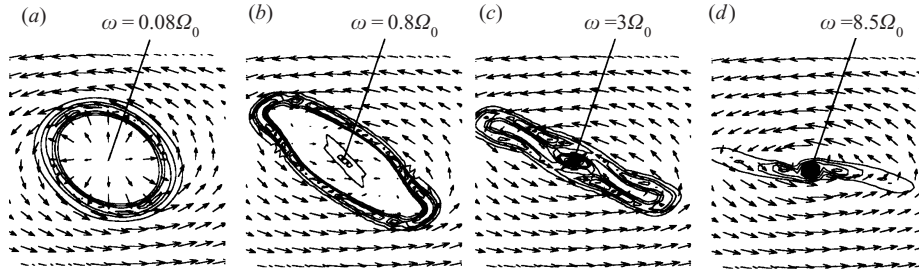 (a) ω = 0.08Ω₀
(b) ω = 0.8Ω₀
(c) ω =3Ω₀
(d) ω=8.5Ω₀